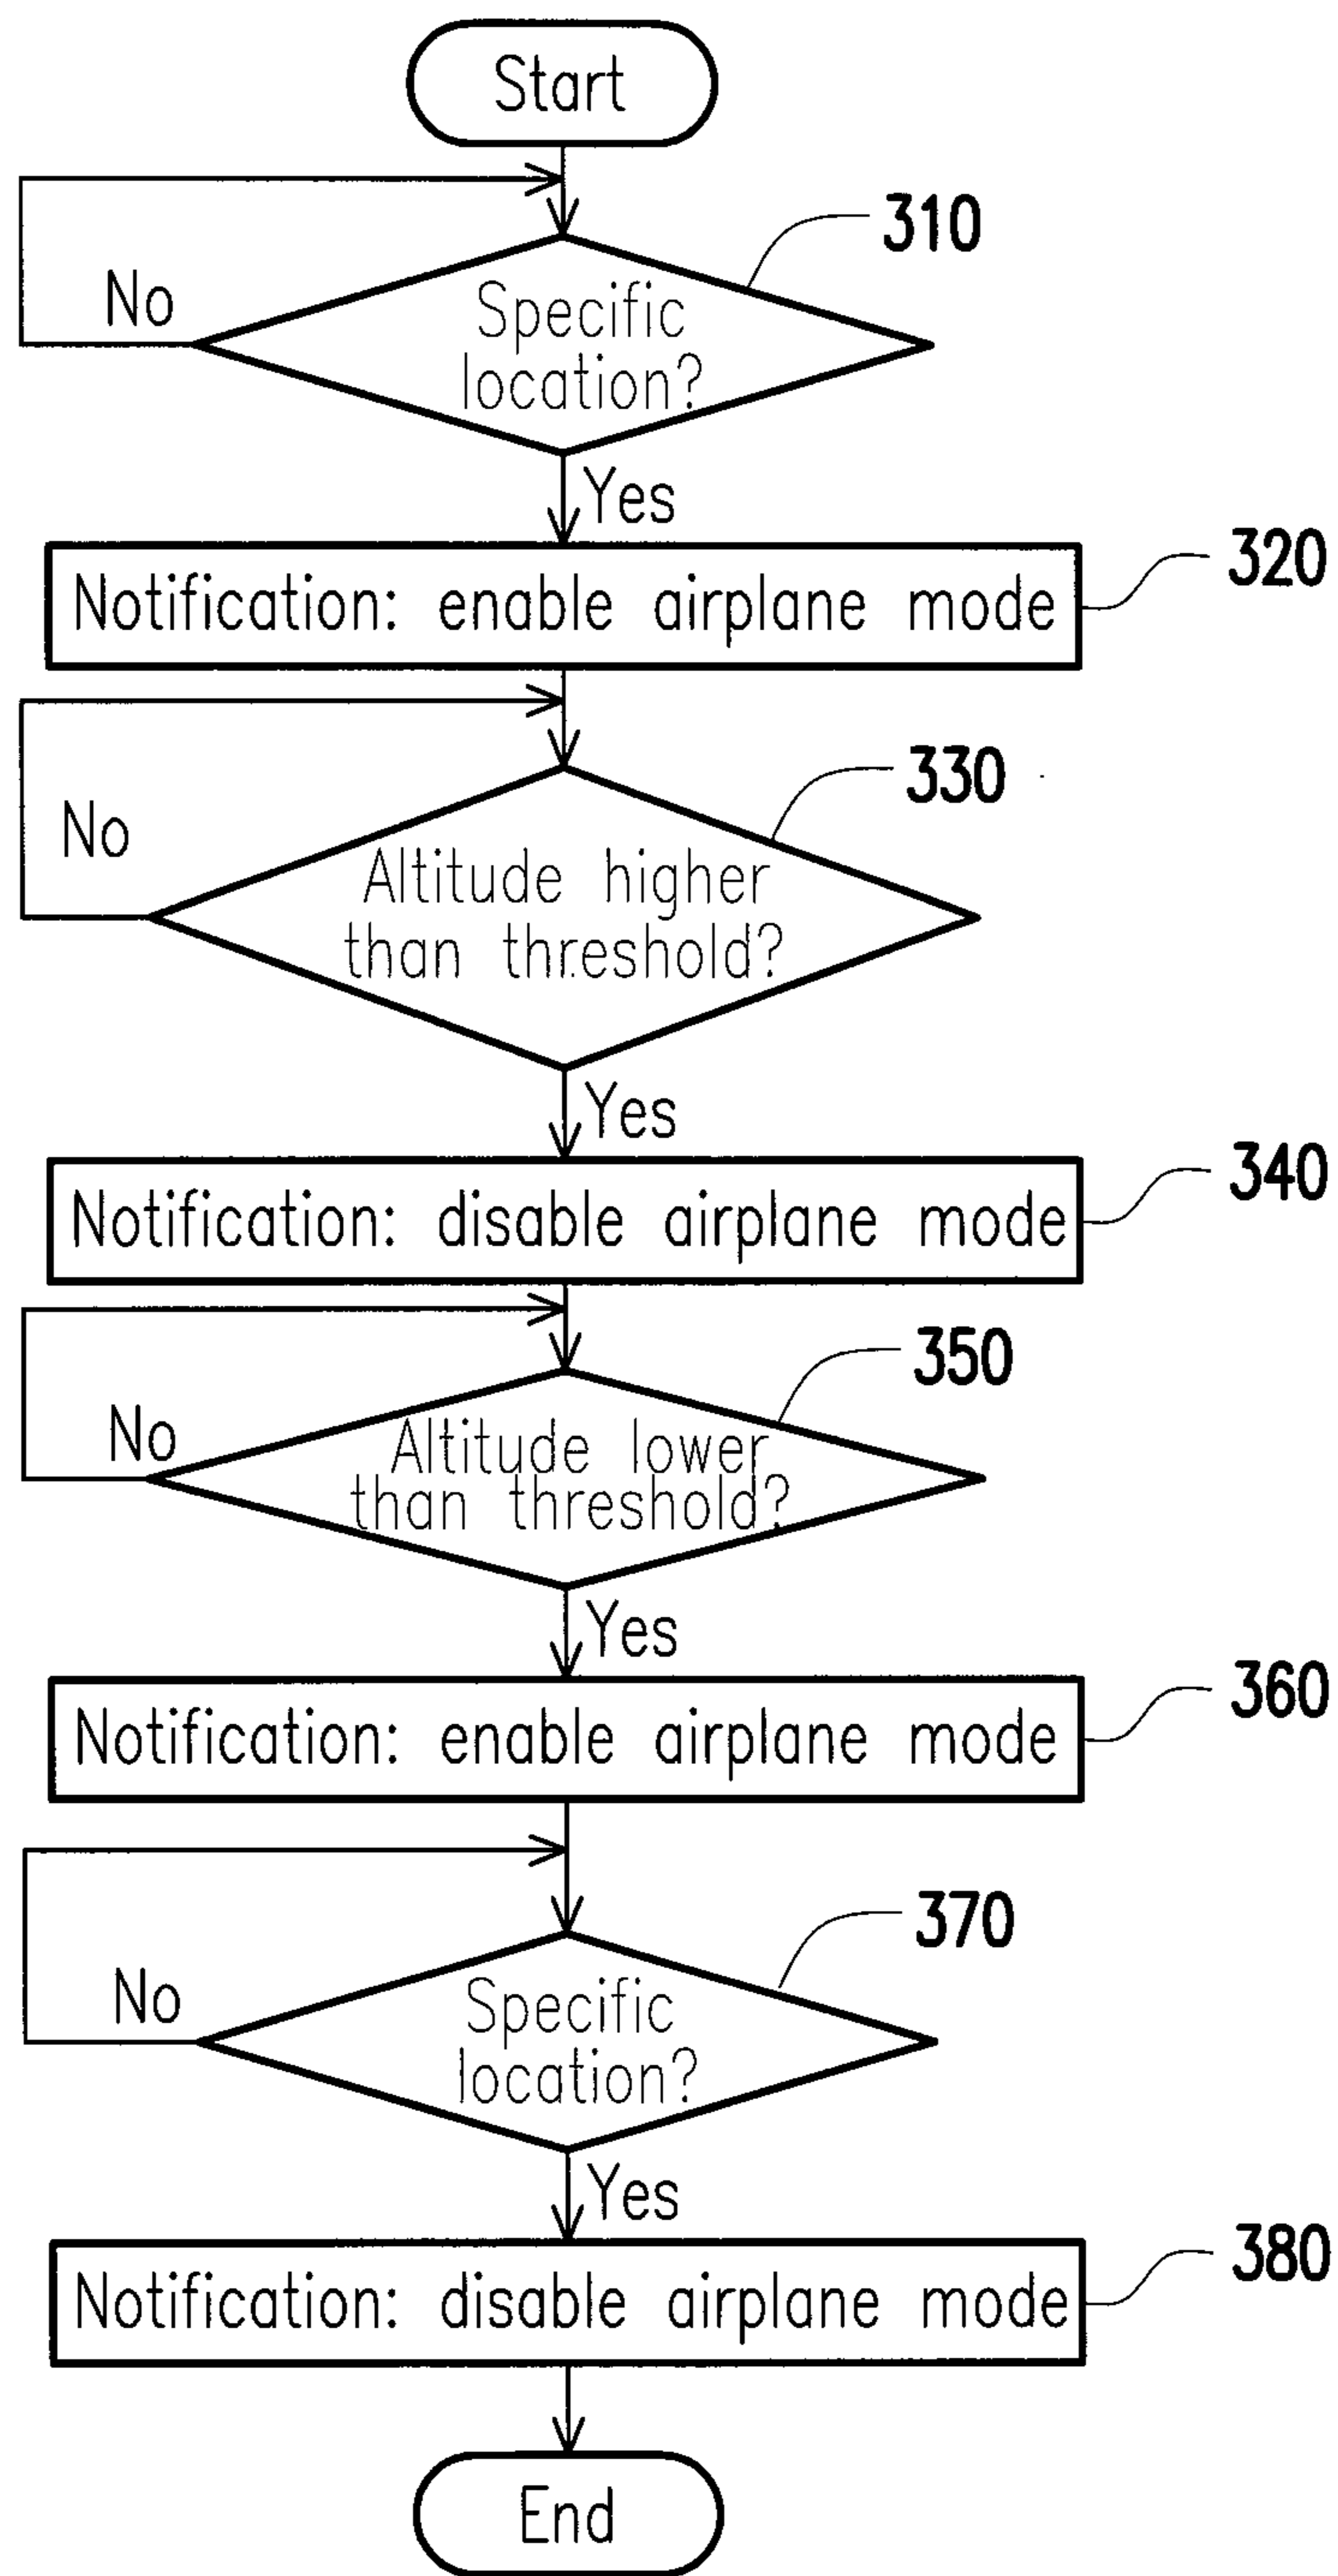 Start
310
No
Specific
location?
Yes
320
Notification: enable airplane mode
330
No
Altitude higher
than threshold?
Yes
340
Notification: disable airplane mode
350
No
Altitude lower
than threshold?
Yes
360
Notification: enable airplane mode
370
No
Specific
location?
Yes
380
Notification: disable airplane mode
End